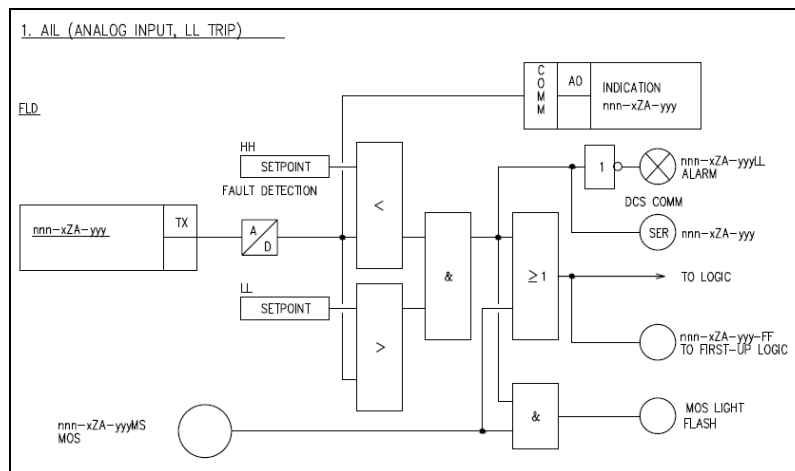 1. AIL (ANALOG INPUT, LL TRIP)
FLD
COMM
AO
INDICATION
nnn-xZA-yyy
HH
SETPOINT
FAULT DETECTION
<
1
nnn-xZA-yyyLL
ALARM
DCS COMM
nnn-xZA-yyy
TX
A
D
SER
nnn-xZA-yyy
&
≥1
TO LOGIC
LL
SETPOINT
>
nnn-xZA-yyy-FF
TO FIRST-UP LOGIC
nnn-xZA-yyyMS
MOS
&
MOS LIGHT
FLASH